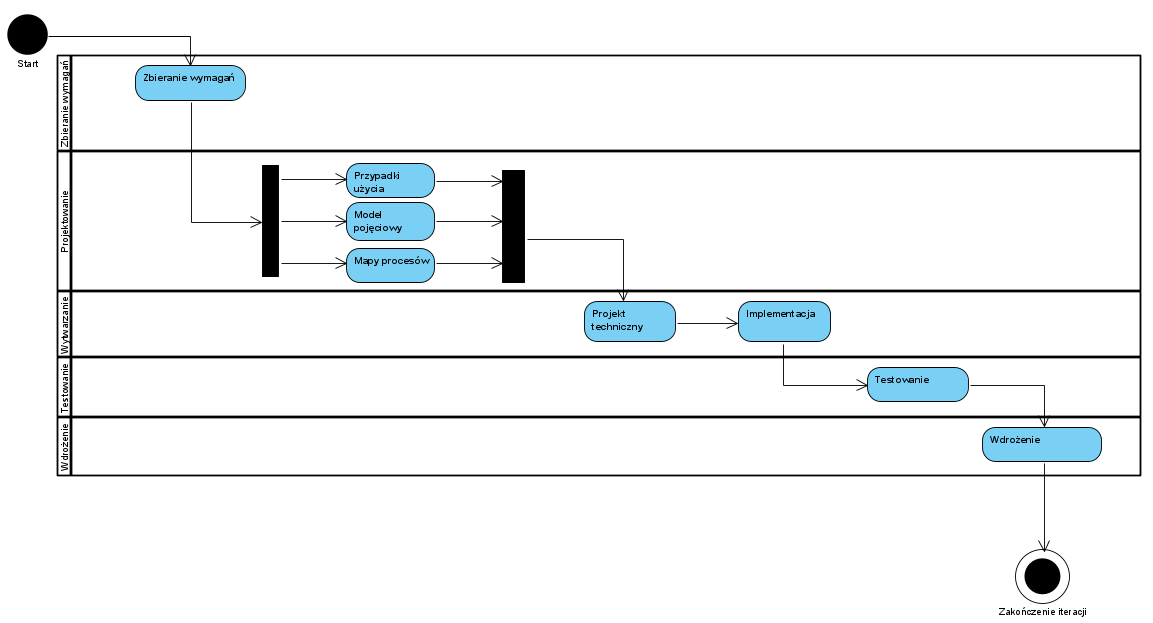 Start
Zbieranie wymagań
Zbieranie wymagań
Projektowanie
Przypadki
użycia
Model
pojęciowy
Mapy procesów
Wytwarzanie
Projekt
techniczny
Implementacja
Testowanie
Testowanie
Wdrożenie
Wdrożenie
Zakończenie iteracji